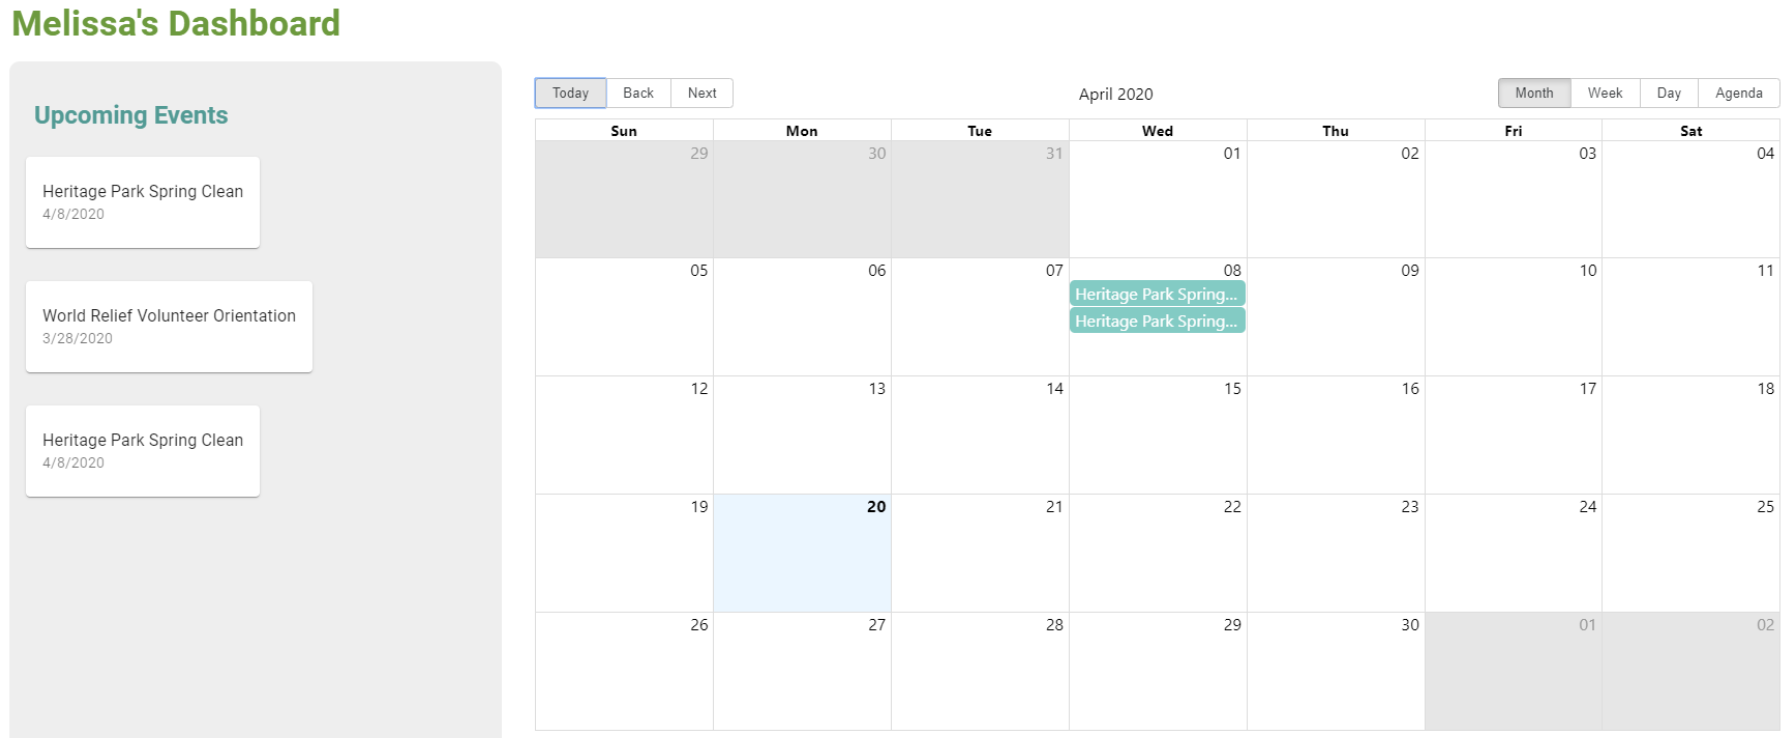 Melissa's Dashboard
Upcoming Events
Heritage Park Spring Clean
4/8/2020
World Relief Volunteer Orientation
3/28/2020
Heritage Park Spring Clean
4/8/2020
Today Back Next April 2020 Month Week Day Agenda
Sun Mon Tue Wed Thu Fri Sat
29 30 31 01 02 03 04
05 06 07 08 09 10 11
Heritage Park Spring...
Heritage Park Spring...
12 13 14 15 16 17 18
19 20 21 22 23 24 25
26 27 28 29 30 01 02